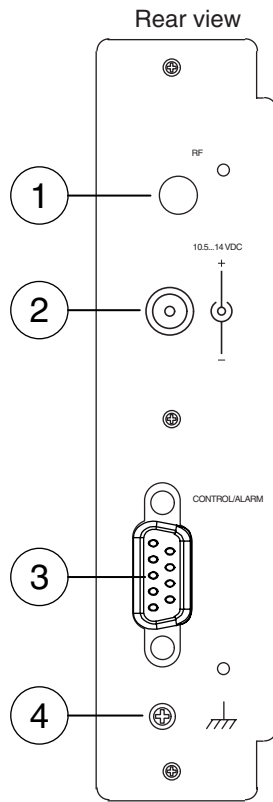 Rear view
RF
1
10.5...14 VDC
+
2
–
CONTROL/ALARM
3
4